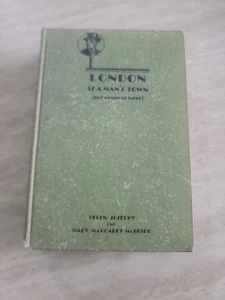 LONDON
IS A MAN'S TOWN
[BUT WOMEN GO THERE]
HELEN JOSEPHY
AND
MARY MARGARET McBRIDE